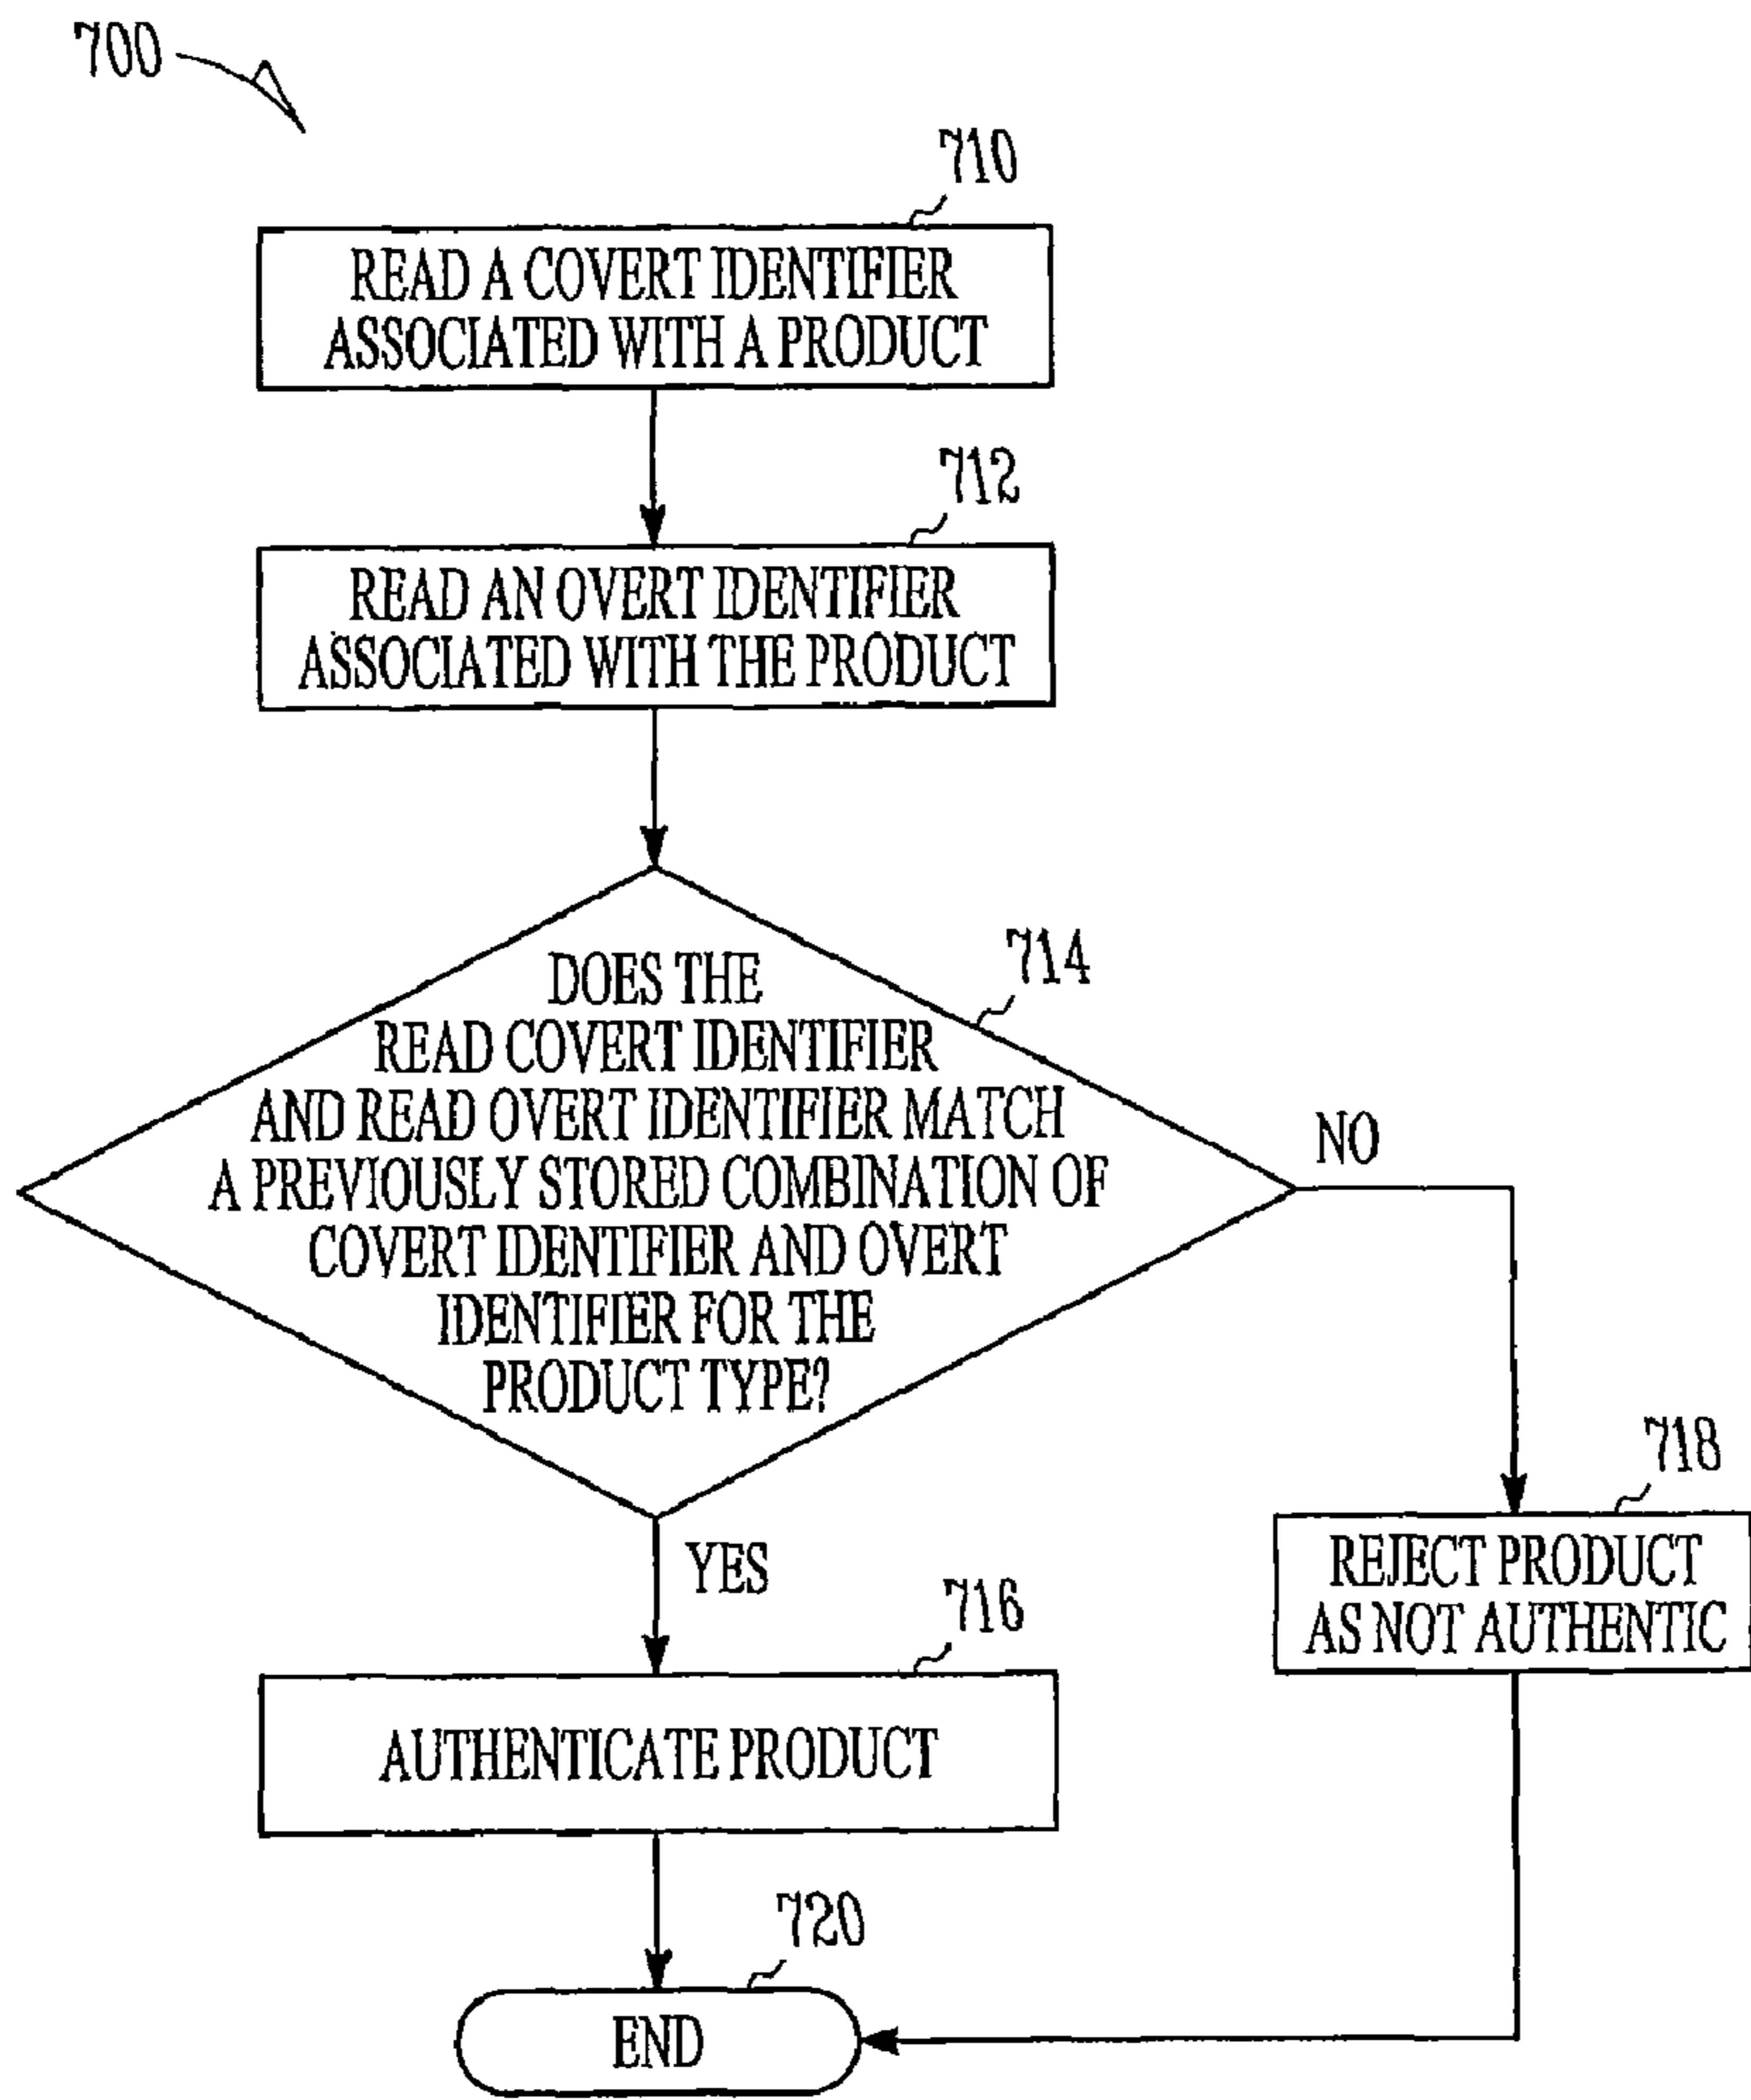 700
710
READ A COVERT IDENTIFIER
ASSOCIATED WITH A PRODUCT
712
READ AN OVERT IDENTIFIER
ASSOCIATED WITH THE PRODUCT
714
DOES THE
READ COVERT IDENTIFIER
AND READ OVERT IDENTIFIER MATCH
A PREVIOUSLY STORED COMBINATION OF
COVERT IDENTIFIER AND OVERT
IDENTIFIER FOR THE
PRODUCT TYPE?
NO
YES
718
REJECT PRODUCT
AS NOT AUTHENTIC
716
AUTHENTICATE PRODUCT
720
END